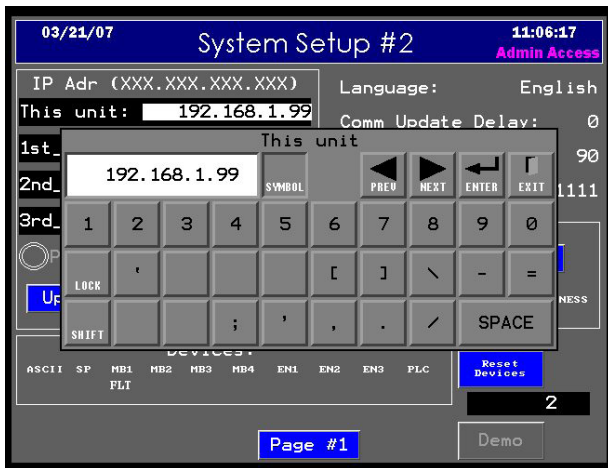 03/21/07
System Setup #2
11:06:17
Admin Access
IP Adr (XXX.XXX.XXX.XXX)
Language: English
This unit: 192.168.1.99
Comm Update Delay: 0
This unit
1st_
90
192.168.1.99
SYMBOL PREV NEXT ENTER EXIT
2nd_
1111
3rd_
1 2 3 4 5 6 7 8 9 0
P
LOCK ' [ ] \ - =
Up
NESS
SHIFT ; ' , . / SPACE
Devices:
ASCII SP MB1 MB2 MB3 MB4 EN1 EN2 EN3 PLC
FLT
Reset
Devices
2
Page #1
Demo